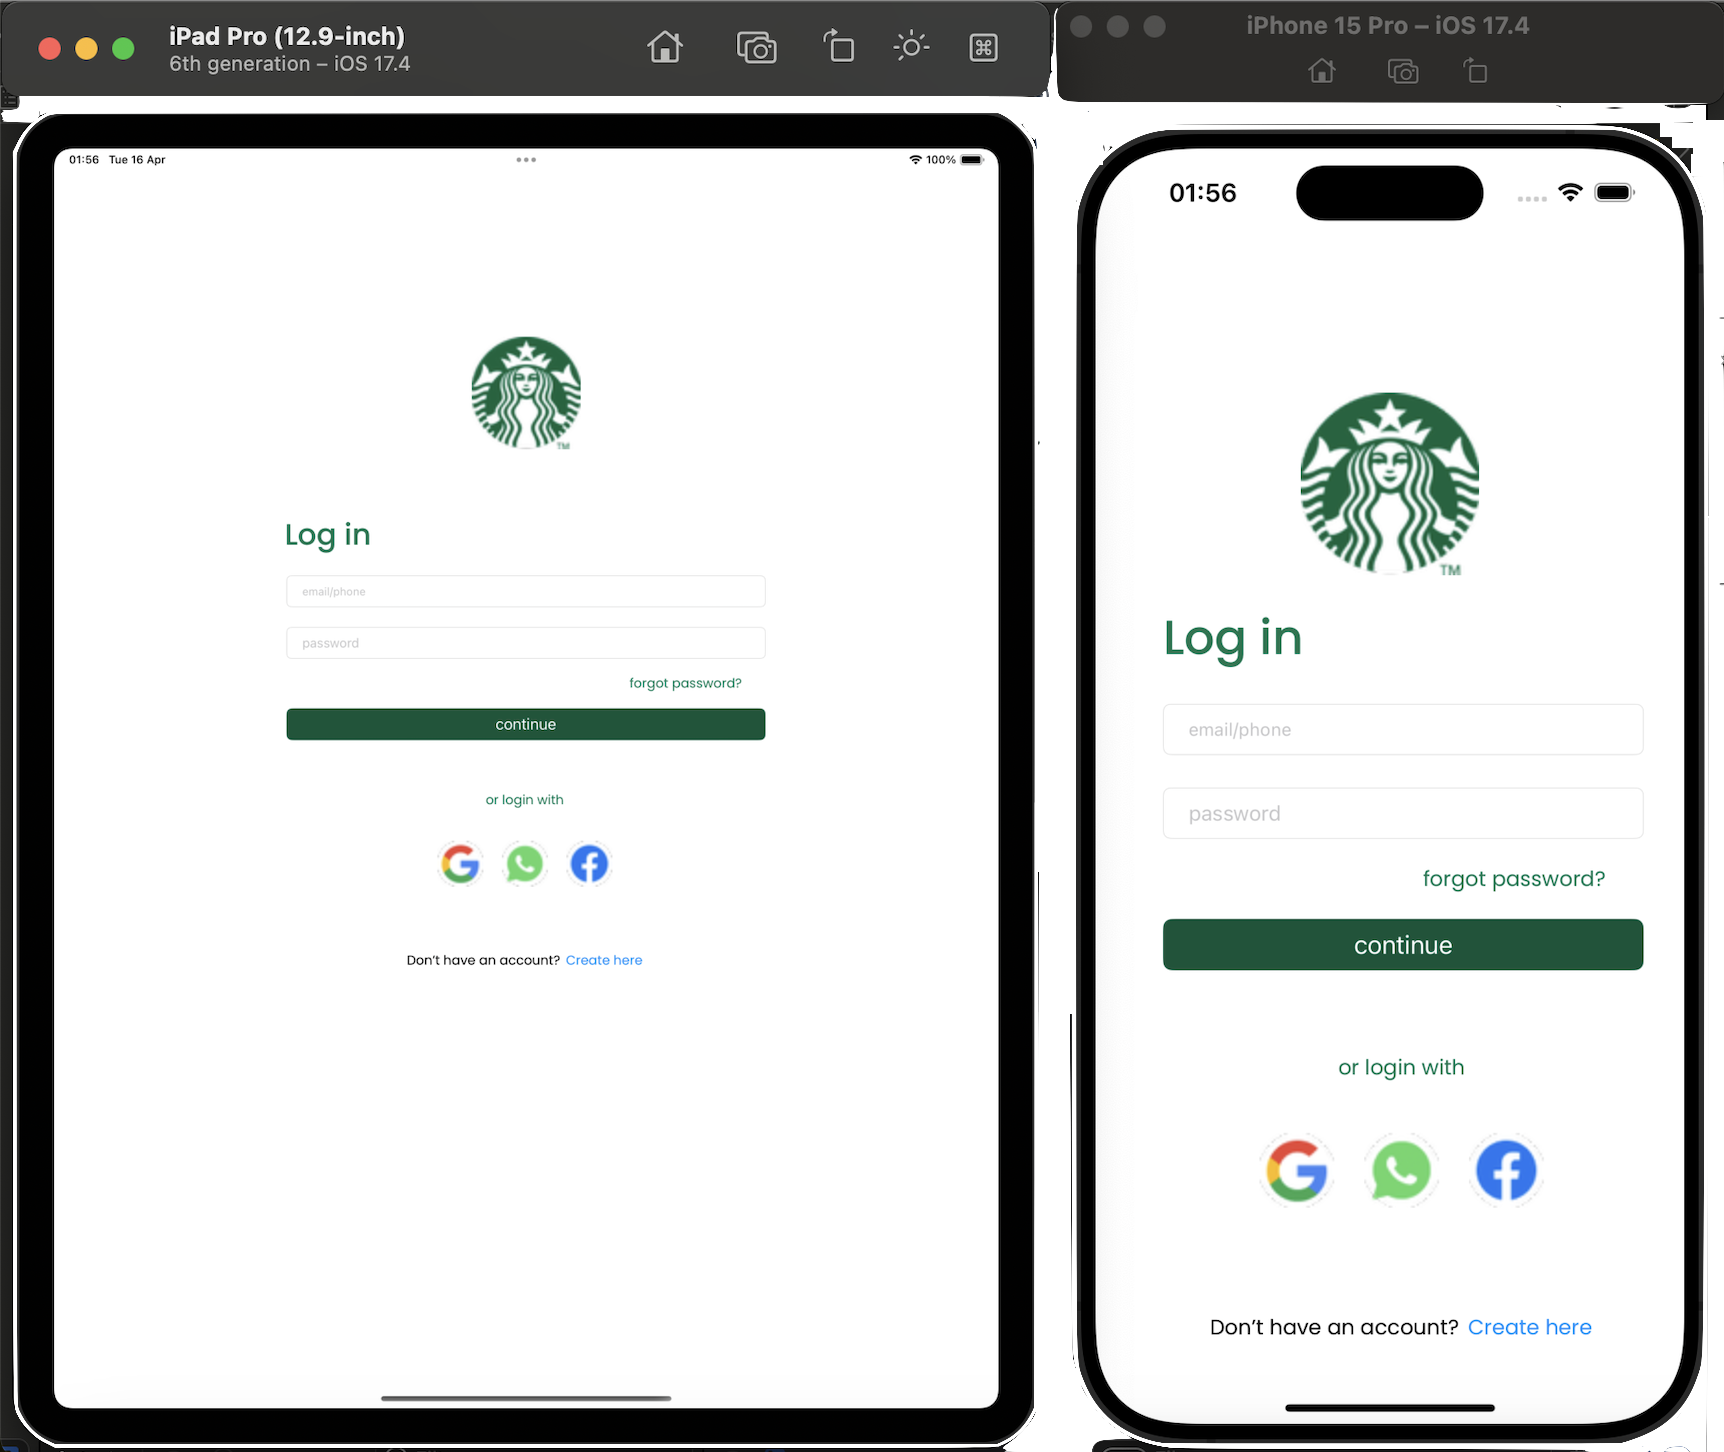 iPad Pro (12.9-inch)
6th generation – iOS 17.4
01:56 Tue 16 Apr
100%
TM
Log in
email/phone
password
forgot password?
continue
or login with
Don't have an account? Create here
iPhone 15 Pro – iOS 17.4
01:56
TM
Log in
email/phone
password
forgot password?
continue
or login with
Don't have an account? Create here